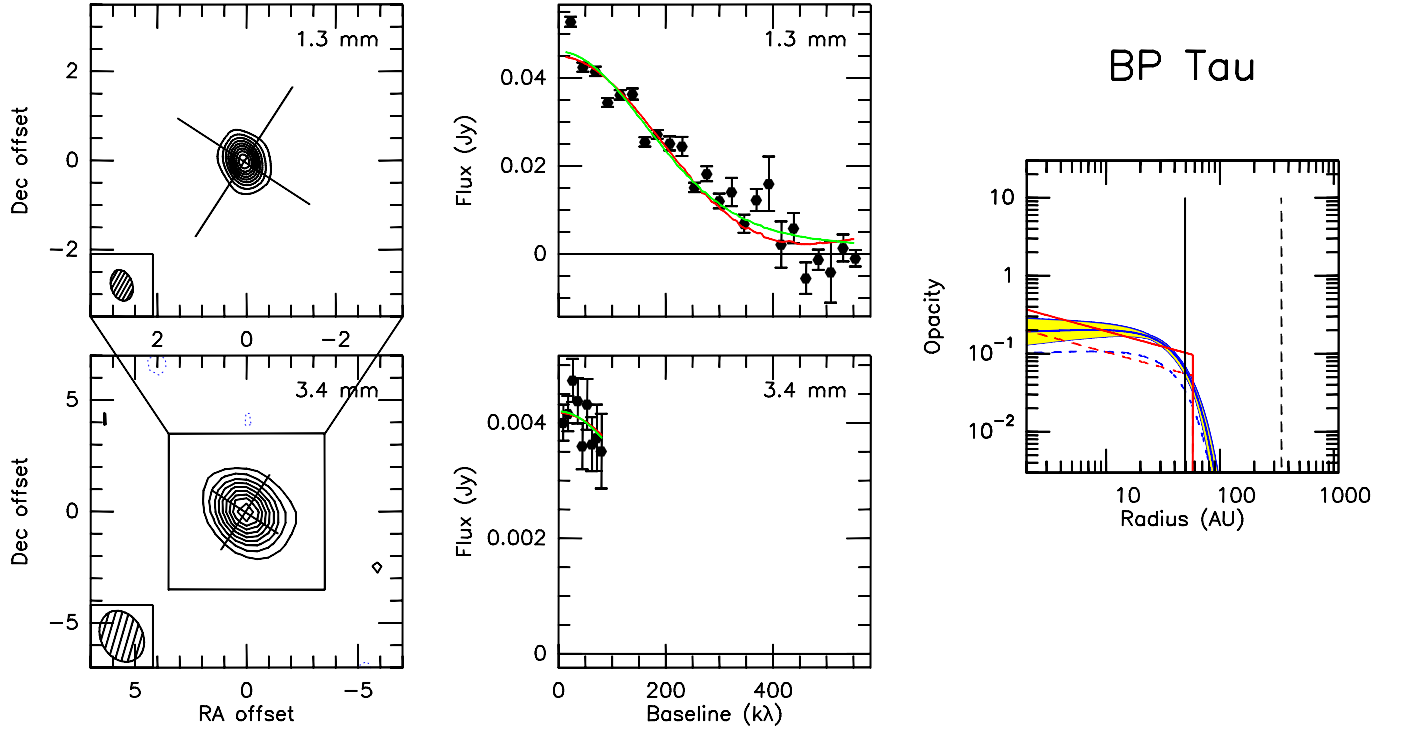 1.3 mm
2
0
−2
Dec offset
2
0
−2
3.4 mm
5
0
−5
Dec offset
5
0
−5
RA offset
1.3 mm
0.04
0.02
0
Flux (Jy)
3.4 mm
0.004
0.002
0
Flux (Jy)
0
200
400
Baseline (kλ)
BP Tau
10
1
10⁻¹
10⁻²
Opacity
10
100
1000
Radius (AU)